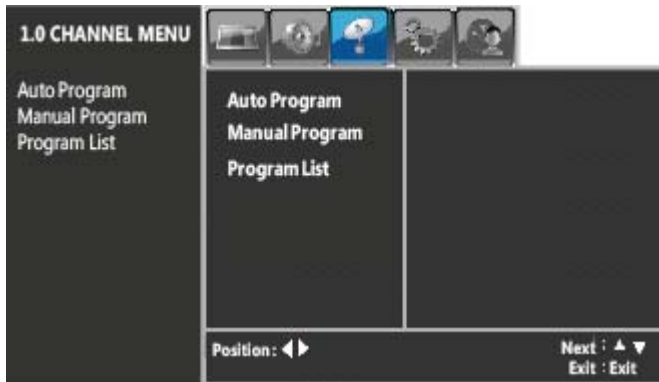 1.0 CHANNEL MENU
Auto Program
Manual Program
Program List
Auto Program
Manual Program
Program List
Position: ◀ ▶
Next : ▲ ▼
Exit : Exit